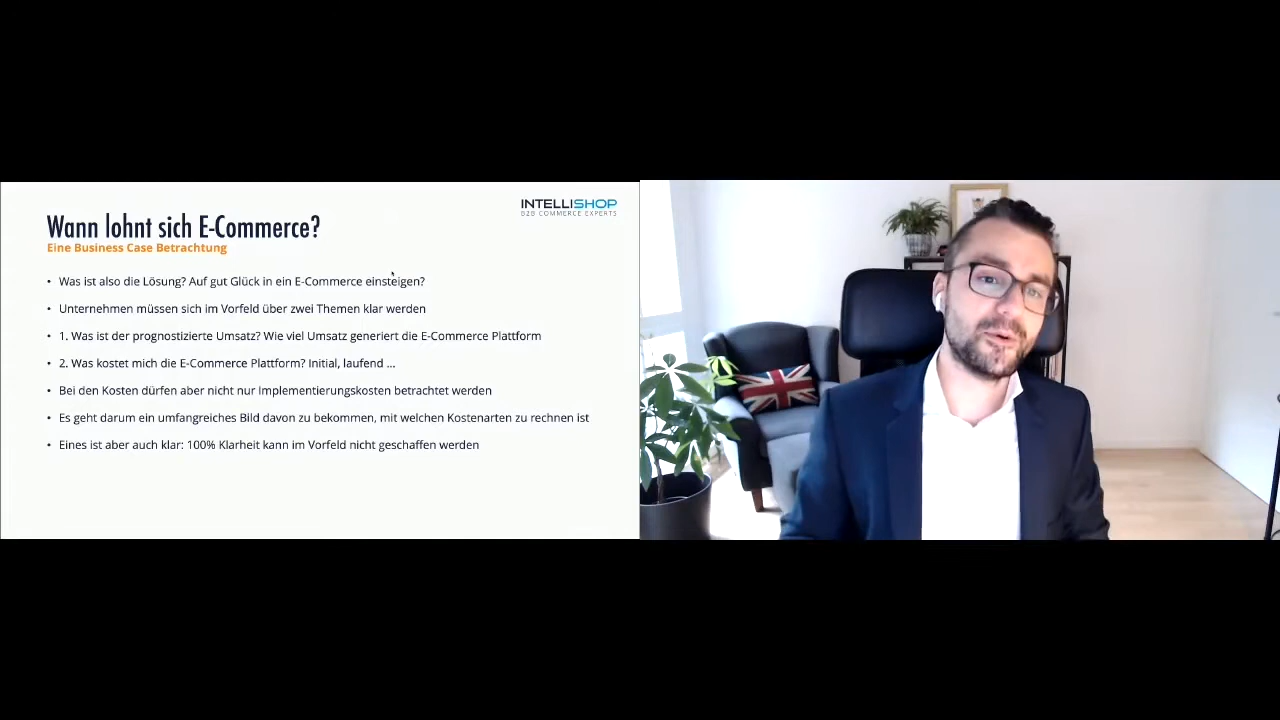 INTELLISHOP
B2B COMMERCE EXPERTS
Wann lohnt sich E-Commerce?
Eine Business Case Betrachtung
• Was ist also die Lösung? Auf gut Glück in ein E-Commerce einsteigen?
• Unternehmen müssen sich im Vorfeld über zwei Themen klar werden
• 1. Was ist der prognostizierte Umsatz? Wie viel Umsatz generiert die E-Commerce Plattform
• 2. Was kostet mich die E-Commerce Plattform? Initial, laufend ...
• Bei den Kosten dürfen aber nicht nur Implementierungskosten betrachtet werden
• Es geht darum ein umfangreiches Bild davon zu bekommen, mit welchen Kostenarten zu rechnen ist
• Eines ist aber auch klar: 100% Klarheit kann im Vorfeld nicht geschaffen werden